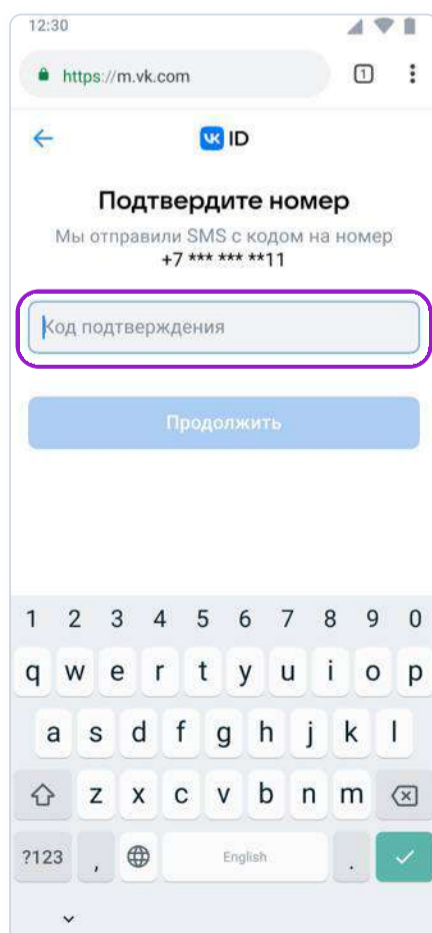 12:30
https://m.vk.com 1
VK ID
Подтвердите номер
Мы отправили SMS с кодом на номер
+7 *** *** **11
Код подтверждения
Продолжить
1 2 3 4 5 6 7 8 9 0
q w e r t y u i o p
a s d f g h j k l
z x c v b n m
?123 , English .